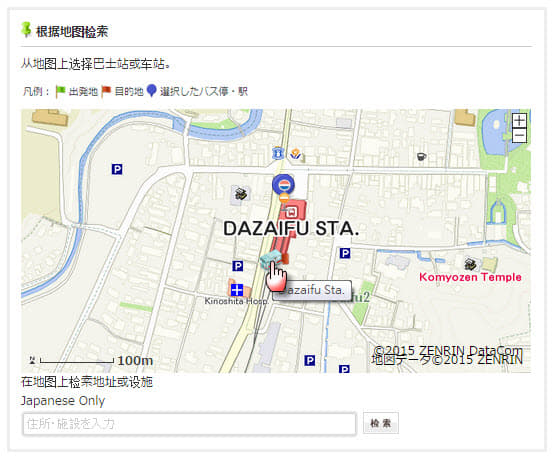 根据地图检索
从地图上选择巴士站或车站。
凡例： 出発地 目的地 選択したバス停・駅
+
−
P
DAZAIFU STA.
P
P
Komyozen Temple
Kinoshita Hosp.
Dazaifu Sta.
fu2
P
P
N
100m
©2015 ZENRIN DataCom
地図データ©2015 ZENRIN
在地图上检索地址或设施
Japanese Only
住所・施設を入力
检 索